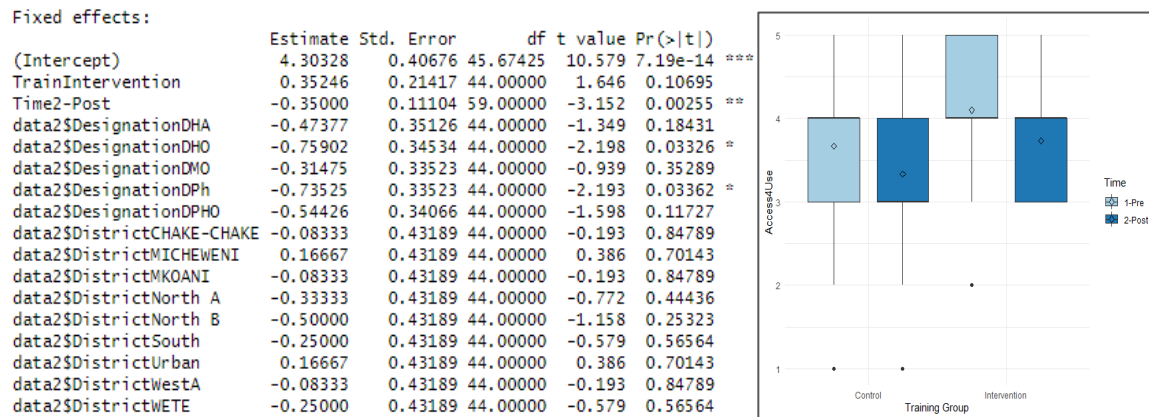 Fixed effects:
Estimate Std. Error df t value Pr(>|t|)
(Intercept) 4.30328 0.40676 45.67425 10.579 7.19e-14 ***
TrainIntervention 0.35246 0.21417 44.00000 1.646 0.10695
Time2-Post -0.35000 0.11104 59.00000 -3.152 0.00255 **
data2$DesignationDHA -0.47377 0.35126 44.00000 -1.349 0.18431
data2$DesignationDHO -0.75902 0.34534 44.00000 -2.198 0.03326 *
data2$DesignationDMO -0.31475 0.33523 44.00000 -0.939 0.35289
data2$DesignationDPh -0.73525 0.33523 44.00000 -2.193 0.03362 *
data2$DesignationDPHO -0.54426 0.34066 44.00000 -1.598 0.11727
data2$DistrictCHAKE-CHAKE -0.08333 0.43189 44.00000 -0.193 0.84789
data2$DistrictMICHEWENI 0.16667 0.43189 44.00000 0.386 0.70143
data2$DistrictMKOANI -0.08333 0.43189 44.00000 -0.193 0.84789
data2$DistrictNorth A -0.33333 0.43189 44.00000 -0.772 0.44436
data2$DistrictNorth B -0.50000 0.43189 44.00000 -1.158 0.25323
data2$DistrictSouth -0.25000 0.43189 44.00000 -0.579 0.56564
data2$DistrictUrban 0.16667 0.43189 44.00000 0.386 0.70143
data2$DistrictWestA -0.08333 0.43189 44.00000 -0.193 0.84789
data2$DistrictWETE -0.25000 0.43189 44.00000 -0.579 0.56564
5
4
3
2
1
Access4Use
Control
Intervention
Training Group
Time
1-Pre
2-Post